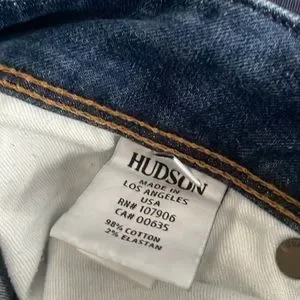 HUDSON
MADE IN
LOS ANGELES
USA
RN# 107906
CA# 00635
98% COTTON
2% ELASTAN